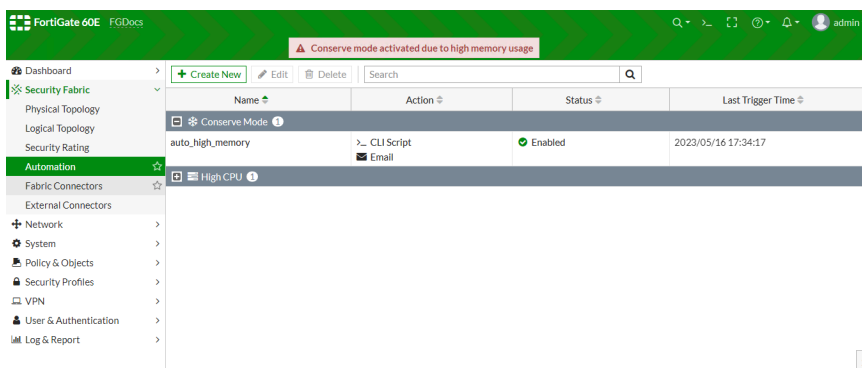 FortiGate 60E FGDocs
admin
Conserve mode activated due to high memory usage
Dashboard
Security Fabric
Physical Topology
Logical Topology
Security Rating
Automation
Fabric Connectors
External Connectors
Network
System
Policy & Objects
Security Profiles
VPN
User & Authentication
Log & Report
+ Create New Edit Delete Search
Name Action Status Last Trigger Time
Conserve Mode 1
auto_high_memory >_ CLI Script Enabled 2023/05/16 17:34:17
Email
High CPU 1